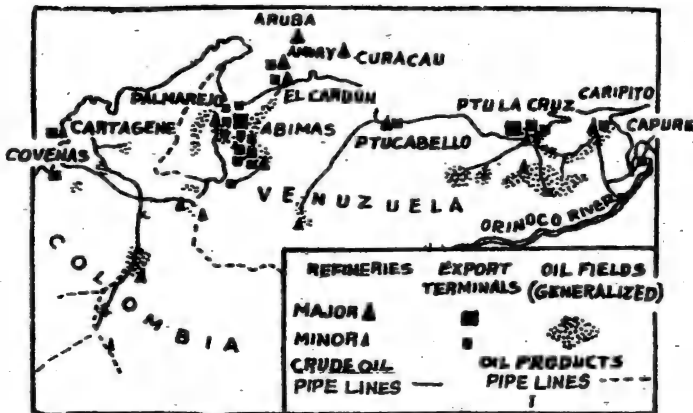 ARUBA
AMUAY CURACAU
PALMAREJO EL CARDON CARIPITO
PTU LA CRUZ
CARTAGENE ABIMAS CAPURE
PTUCABELLO
COVENAS
VENUZUELA
ORINOCO RIVER
COLOMBIA
REFINERIES EXPORT TERMINALS OIL FIELDS (GENERALIZED)
MAJOR
MINOR
CRUDE OIL PIPE LINES OIL PRODUCTS PIPE LINES